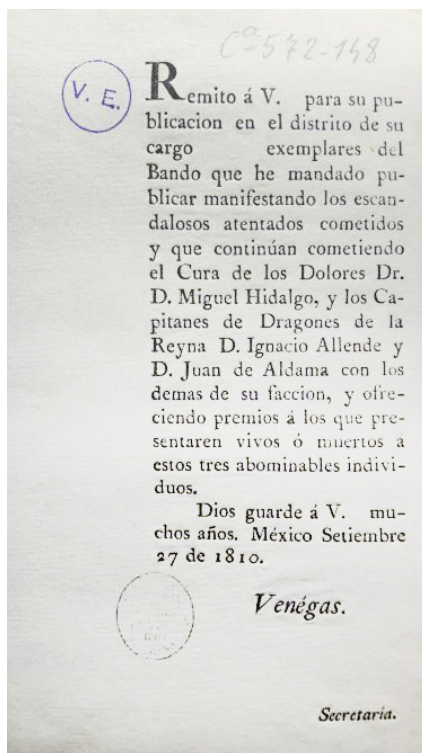 Cª-572-148
V. E.
Remito á V. para su pu-
blicacion en el distrito de su
cargo exemplares del
Bando que he mandado pu-
blicar manifestando los escan-
dalosos atentados cometidos
y que continúan cometiendo
el Cura de los Dolores Dr.
D. Miguel Hidalgo, y los Ca-
pitanes de Dragones de la
Reyna D. Ignacio Allende y
D. Juan de Aldama con los
demas de su faccion, y ofre-
ciendo premios á los que pre-
sentaren vivos ó muertos á
estos tres abominables indivi-
duos.
Dios guarde á V. mu-
chos años. México Setiembre
27 de 1810.
Venégas.
Secretaría.